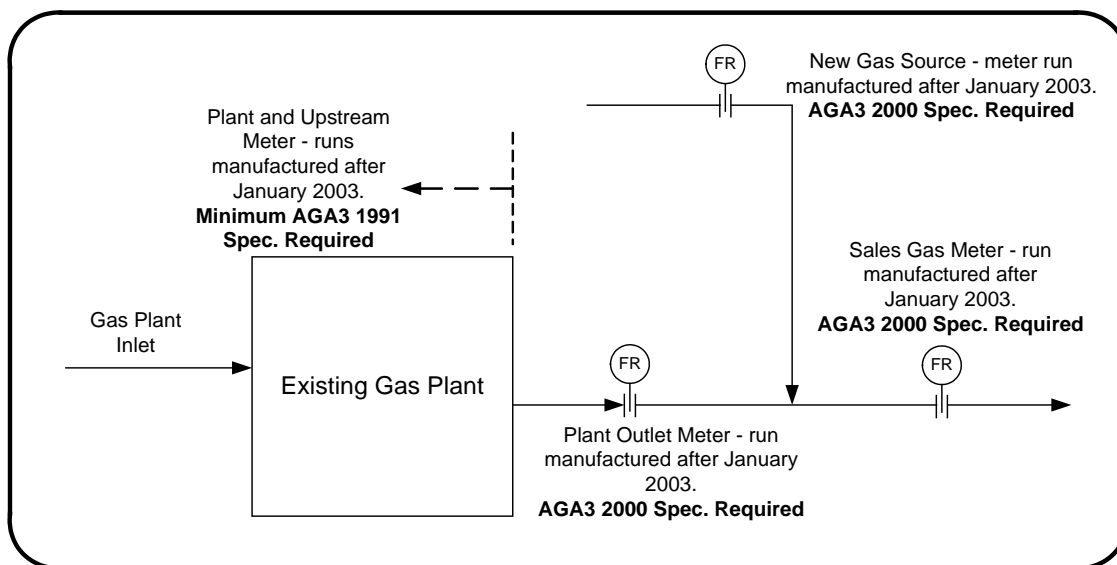 FR
New Gas Source - meter run
manufactured after January 2003.
AGA3 2000 Spec. Required
Plant and Upstream
Meter - runs
manufactured after
January 2003.
Minimum AGA3 1991
Spec. Required
Sales Gas Meter - run
manufactured after
January 2003.
AGA3 2000 Spec. Required
Gas Plant
Inlet
Existing Gas Plant
FR
FR
Plant Outlet Meter - run
manufactured after January
2003.
AGA3 2000 Spec. Required